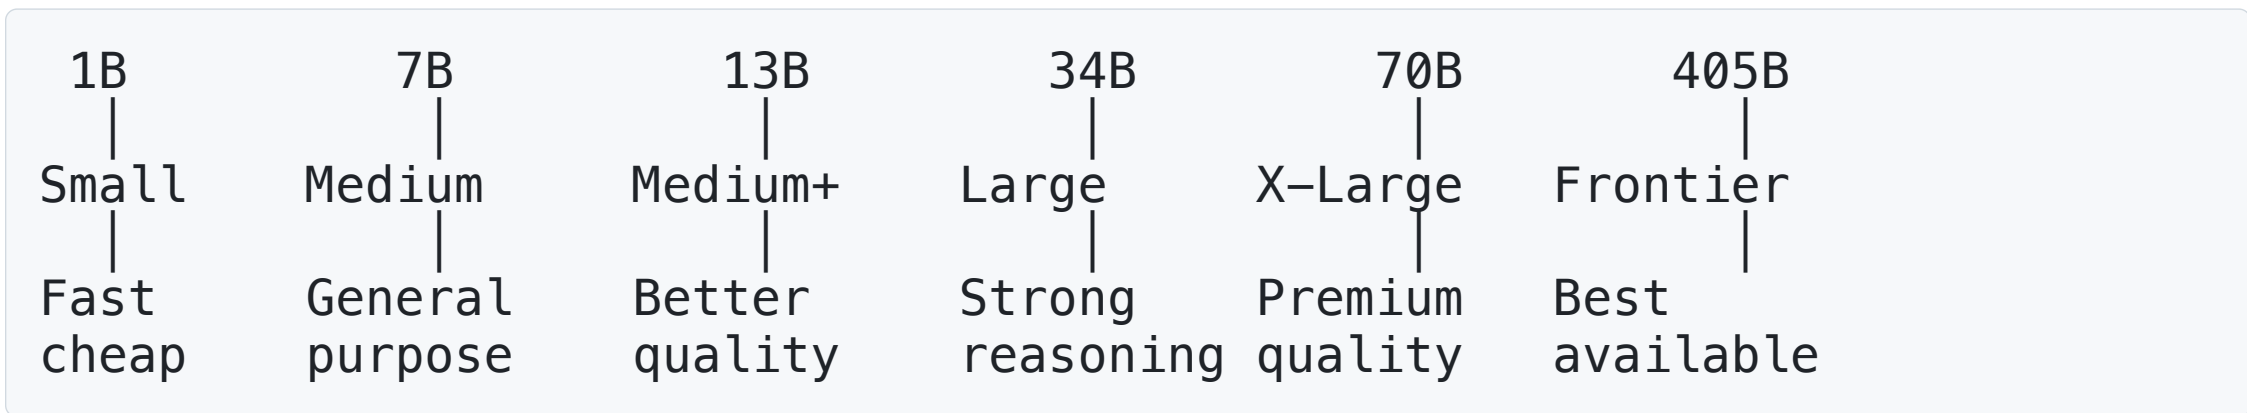 1B 7B 13B 34B 70B 405B
| | | | | |
Small Medium Medium+ Large X-Large Frontier
| | | | | |
Fast General Better Strong Premium Best
cheap purpose quality reasoning quality available